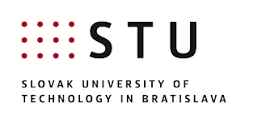 STU
SLOVAK UNIVERSITY OF
TECHNOLOGY IN BRATISLAVA